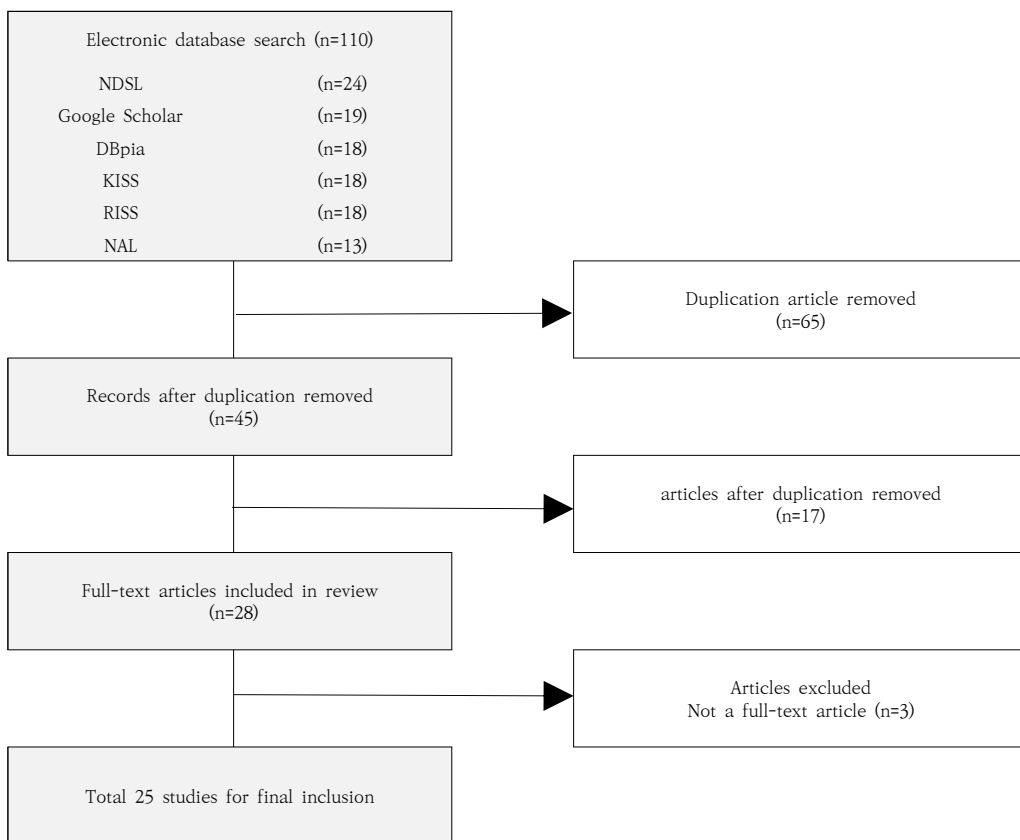 Electronic database search (n=110)
NDSL (n=24)
Google Scholar (n=19)
DBpia (n=18)
KISS (n=18)
RISS (n=18)
NAL (n=13)
Duplication article removed
(n=65)
Records after duplication removed
(n=45)
articles after duplication removed
(n=17)
Full-text articles included in review
(n=28)
Articles excluded
Not a full-text article (n=3)
Total 25 studies for final inclusion